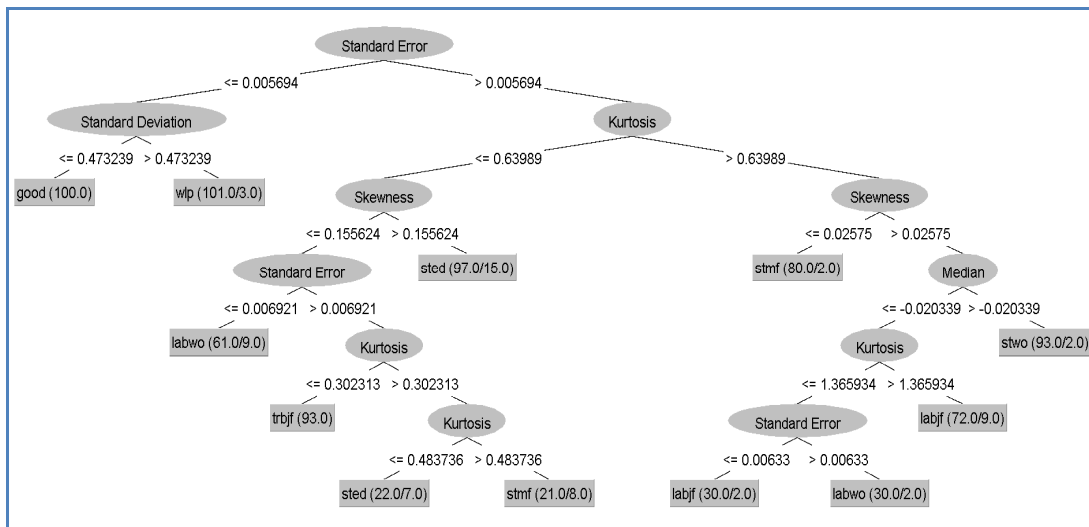 Standard Error
<= 0.005694 > 0.005694
Standard Deviation Kurtosis
<= 0.473239 > 0.473239 <= 0.63989 > 0.63989
good (100.0) wlp (101.0/3.0) Skewness Skewness
<= 0.155624 > 0.155624 <= 0.02575 > 0.02575
Standard Error sted (97.0/15.0) stmf (80.0/2.0) Median
<= 0.006921 > 0.006921 <= -0.020339 > -0.020339
labwo (61.0/9.0) Kurtosis Kurtosis stwo (93.0/2.0)
<= 0.302313 > 0.302313 <= 1.365934 > 1.365934
trbjf (93.0) Kurtosis Standard Error labjf (72.0/9.0)
<= 0.483736 > 0.483736 <= 0.00633 > 0.00633
sted (22.0/7.0) stmf (21.0/8.0) labjf (30.0/2.0) labwo (30.0/2.0)